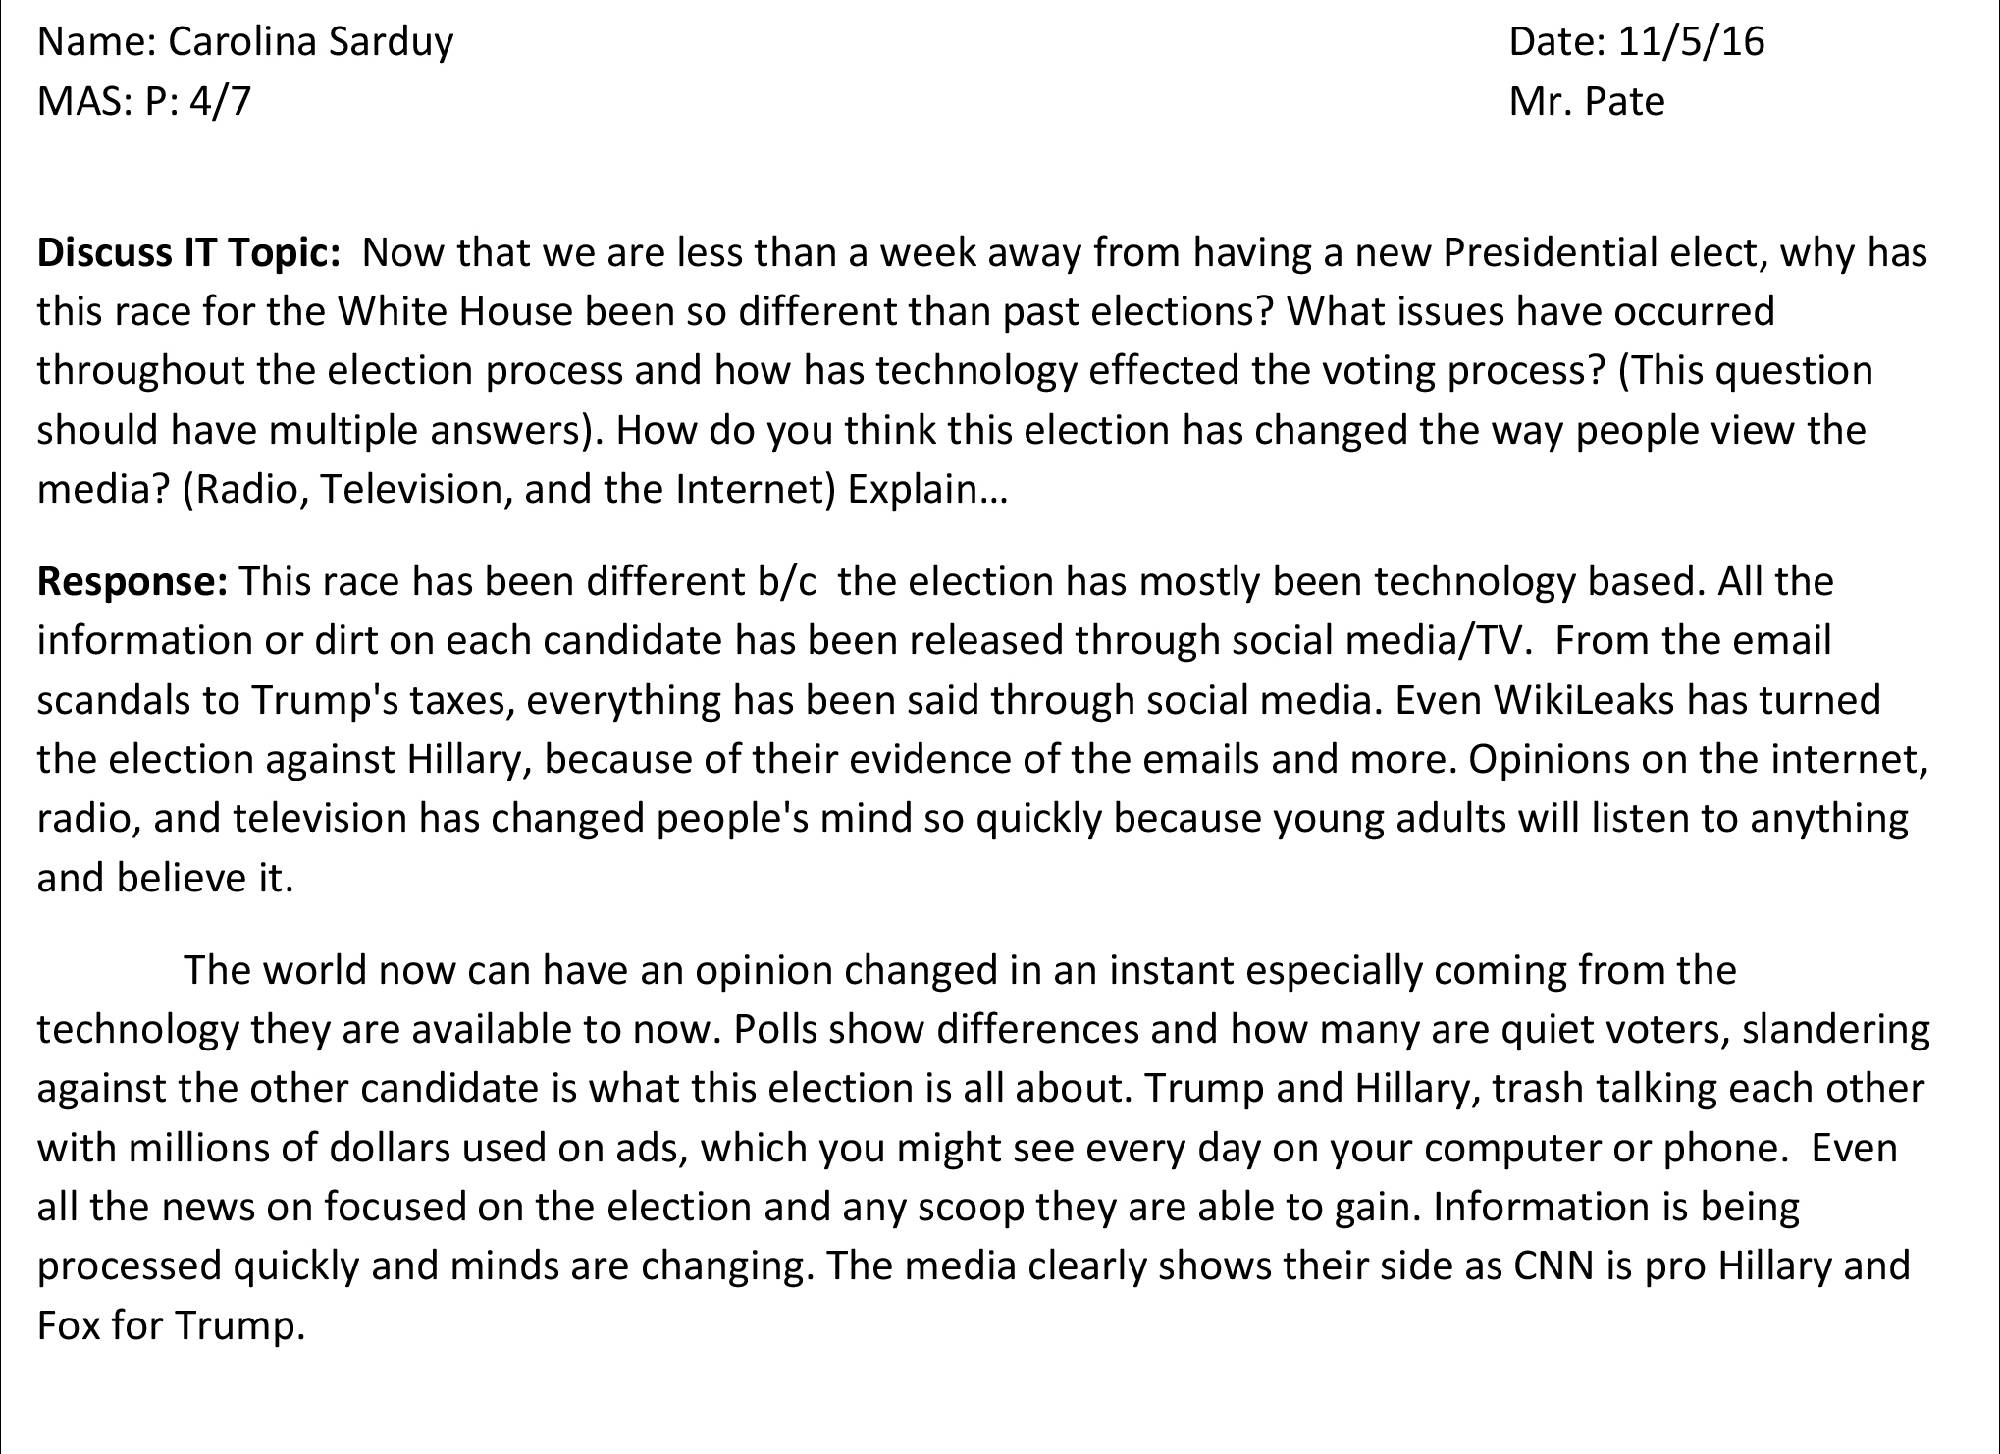 Name: Carolina Sarduy Date: 11/5/16
MAS: P: 4/7 Mr. Pate
Discuss IT Topic:  Now that we are less than a week away from having a new Presidential elect, why has
this race for the White House been so different than past elections? What issues have occurred
throughout the election process and how has technology effected the voting process? (This question
should have multiple answers). How do you think this election has changed the way people view the
media? (Radio, Television, and the Internet) Explain...
Response: This race has been different b/c  the election has mostly been technology based. All the
information or dirt on each candidate has been released through social media/TV.  From the email
scandals to Trump's taxes, everything has been said through social media. Even WikiLeaks has turned
the election against Hillary, because of their evidence of the emails and more. Opinions on the internet,
radio, and television has changed people's mind so quickly because young adults will listen to anything
and believe it.
The world now can have an opinion changed in an instant especially coming from the
technology they are available to now. Polls show differences and how many are quiet voters, slandering
against the other candidate is what this election is all about. Trump and Hillary, trash talking each other
with millions of dollars used on ads, which you might see every day on your computer or phone.  Even
all the news on focused on the election and any scoop they are able to gain. Information is being
processed quickly and minds are changing. The media clearly shows their side as CNN is pro Hillary and
Fox for Trump.